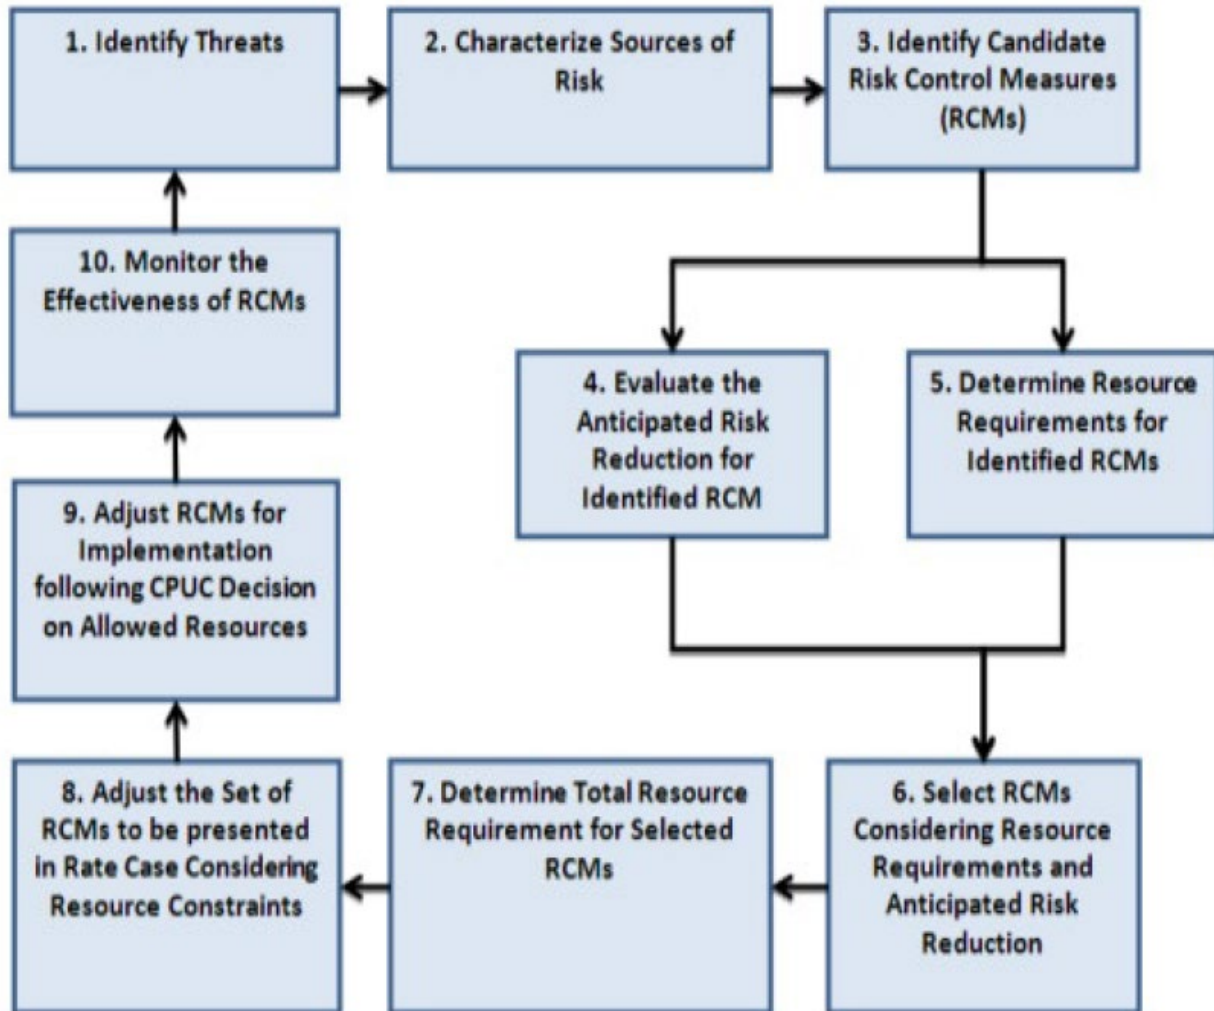 1. Identify Threats
2. Characterize Sources of
Risk
3. Identify Candidate
Risk Control Measures
(RCMs)
4. Evaluate the
Anticipated Risk
Reduction for
Identified RCM
5. Determine Resource
Requirements for
Identified RCMs
6. Select RCMs
Considering Resource
Requirements and
Anticipated Risk
Reduction
7. Determine Total Resource
Requirement for Selected
RCMs
8. Adjust the Set of
RCMs to be presented
in Rate Case Considering
Resource Constraints
9. Adjust RCMs for
Implementation
following CPUC Decision
on Allowed Resources
10. Monitor the
Effectiveness of RCMs